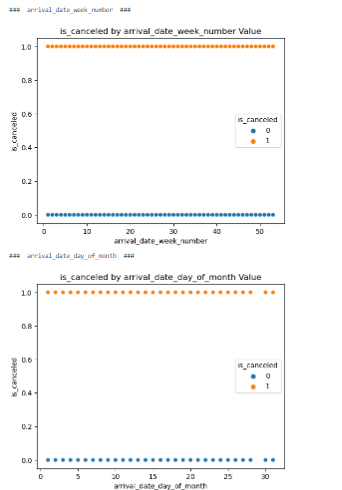 ### arrival_date_week_number ###
is_canceled by arrival_date_week_number Value
1.0
0.8
0.6
0.4
0.2
0.0
is_canceled
is_canceled
0
1
0 10 20 30 40 50
arrival_date_week_number
### arrival_date_day_of_month ###
is_canceled by arrival_date_day_of_month Value
1.0
0.8
0.6
0.4
0.2
0.0
is_canceled
is_canceled
0
1
0 5 10 15 20 25 30
arrival_date_day_of_month